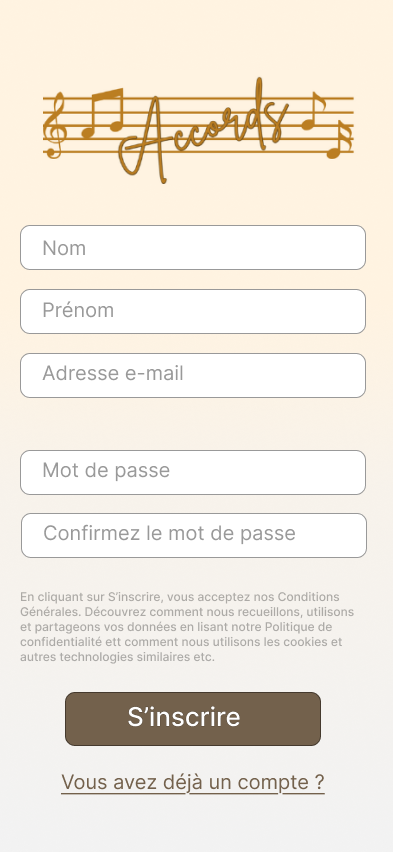 Accords
Nom
Prénom
Adresse e-mail
Mot de passe
Confirmez le mot de passe
En cliquant sur S’inscrire, vous acceptez nos Conditions
Générales. Découvrez comment nous recueillons, utilisons
et partageons vos données en lisant notre Politique de
confidentialité ett comment nous utilisons les cookies et
autres technologies similaires etc.
S’inscrire
Vous avez déjà un compte ?